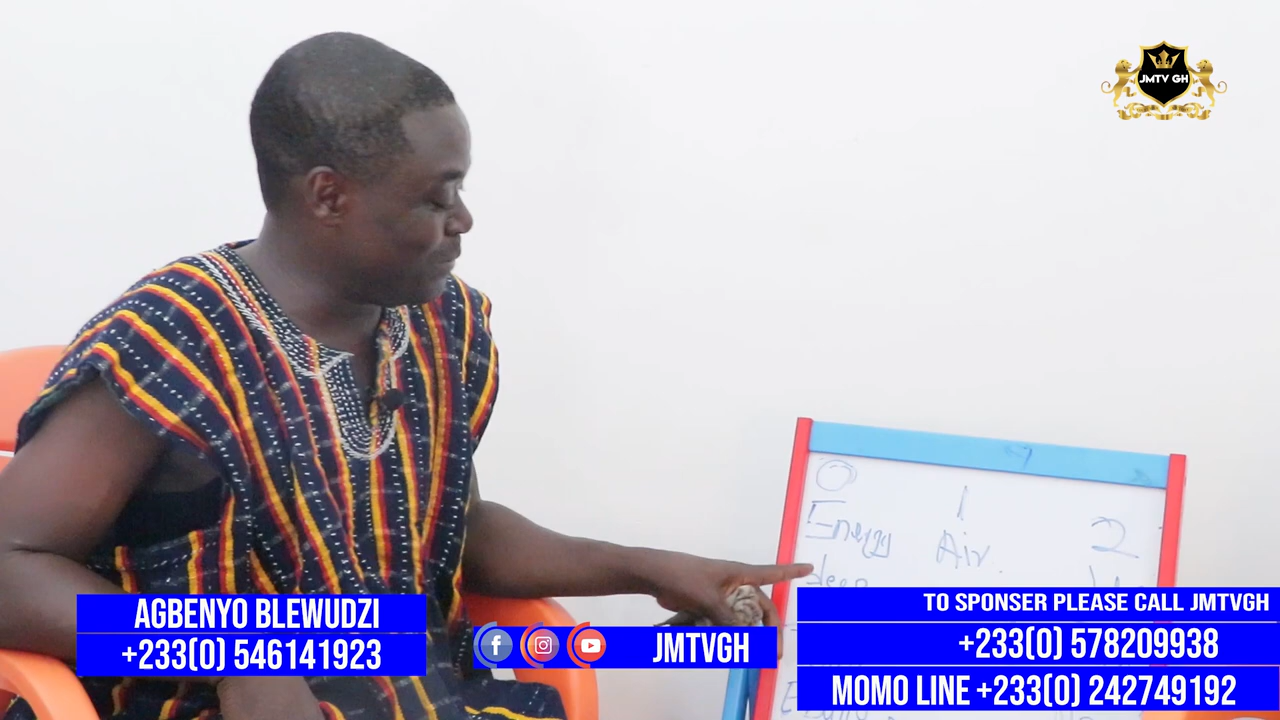 JMTV GH
1
2
Energy
Air.
deep
AGBENYO BLEWUDZI
+233(0) 546141923
JMTVGH
TO SPONSER PLEASE CALL JMTVGH
+233(0) 578209938
MOMO LINE +233(0) 242749192